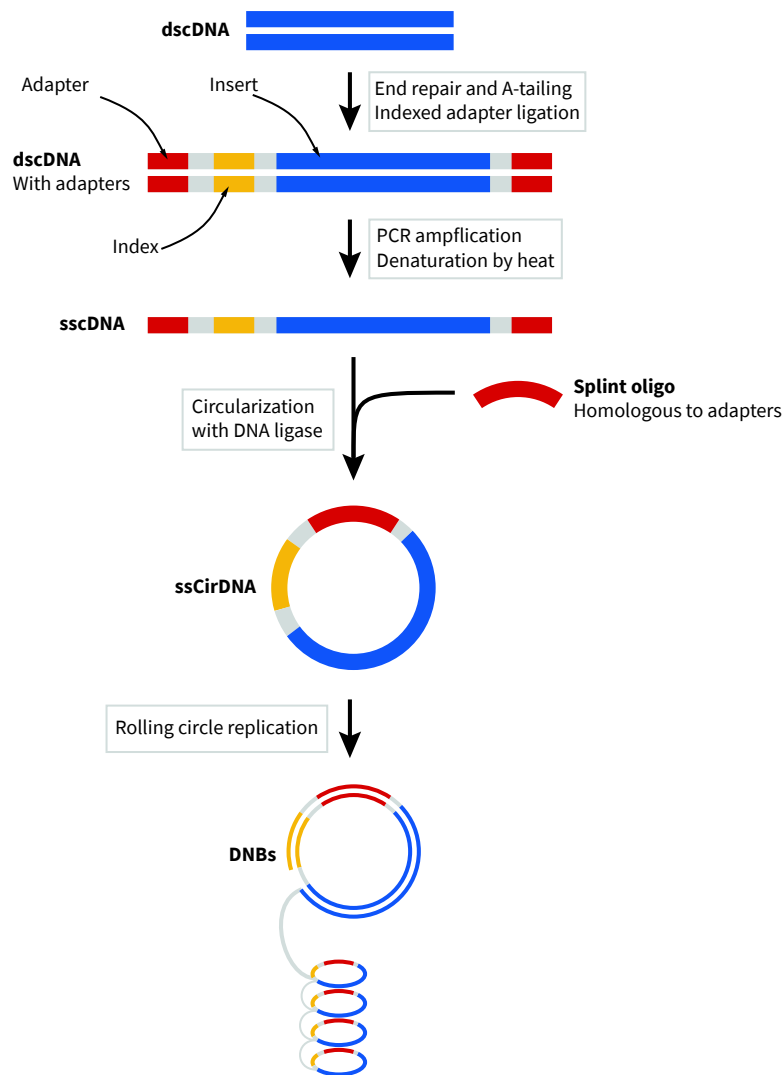 dscDNA
End repair and A-tailing
Indexed adapter ligation
Adapter
Insert
dscDNA
With adapters
Index
PCR ampflication
Denaturation by heat
sscDNA
Circularization
with DNA ligase
Splint oligo
Homologous to adapters
ssCirDNA
Rolling circle replication
DNBs